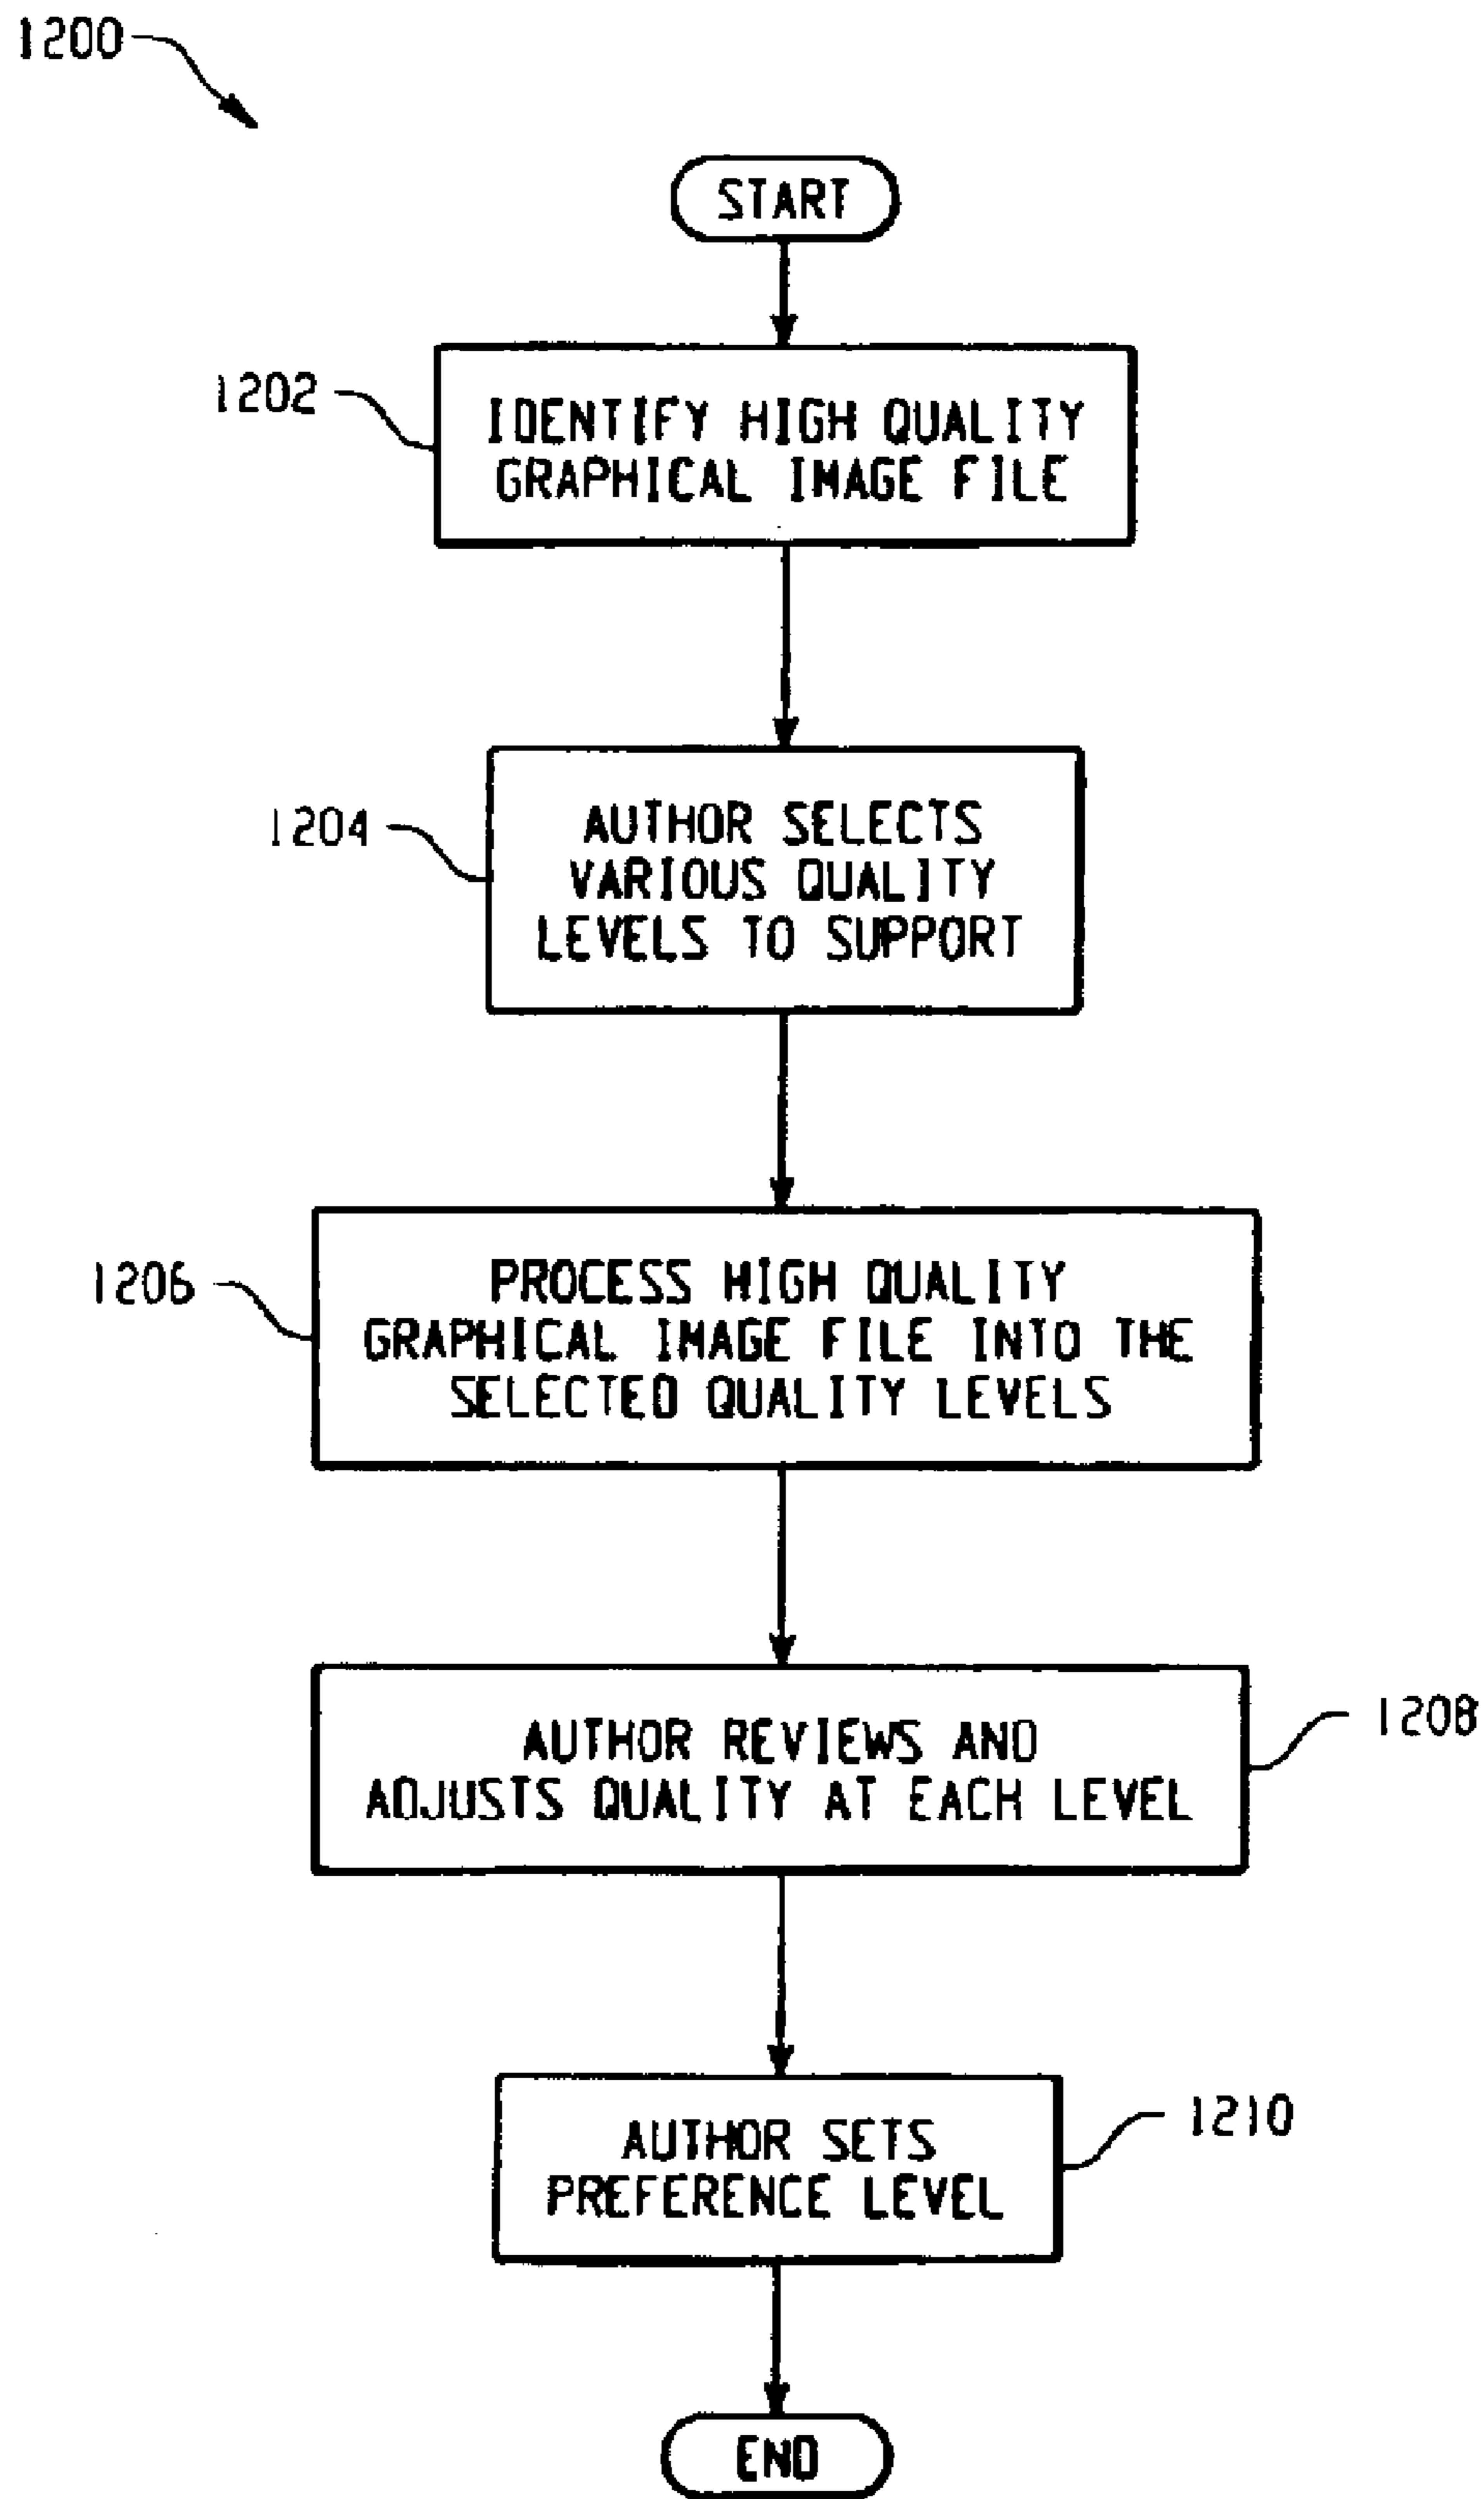 1200
START
1202
IDENTIFY HIGH QUALITY
GRAPHICAL IMAGE FILE
1204
AUTHOR SELECTS
VARIOUS QUALITY
LEVELS TO SUPPORT
1206
PROCESS HIGH QUALITY
GRAPHICAL IMAGE FILE INTO THE
SELECTED QUALITY LEVELS
1208
AUTHOR REVIEWS AND
ADJUSTS QUALITY AT EACH LEVEL
1210
AUTHOR SETS
PREFERENCE LEVEL
END